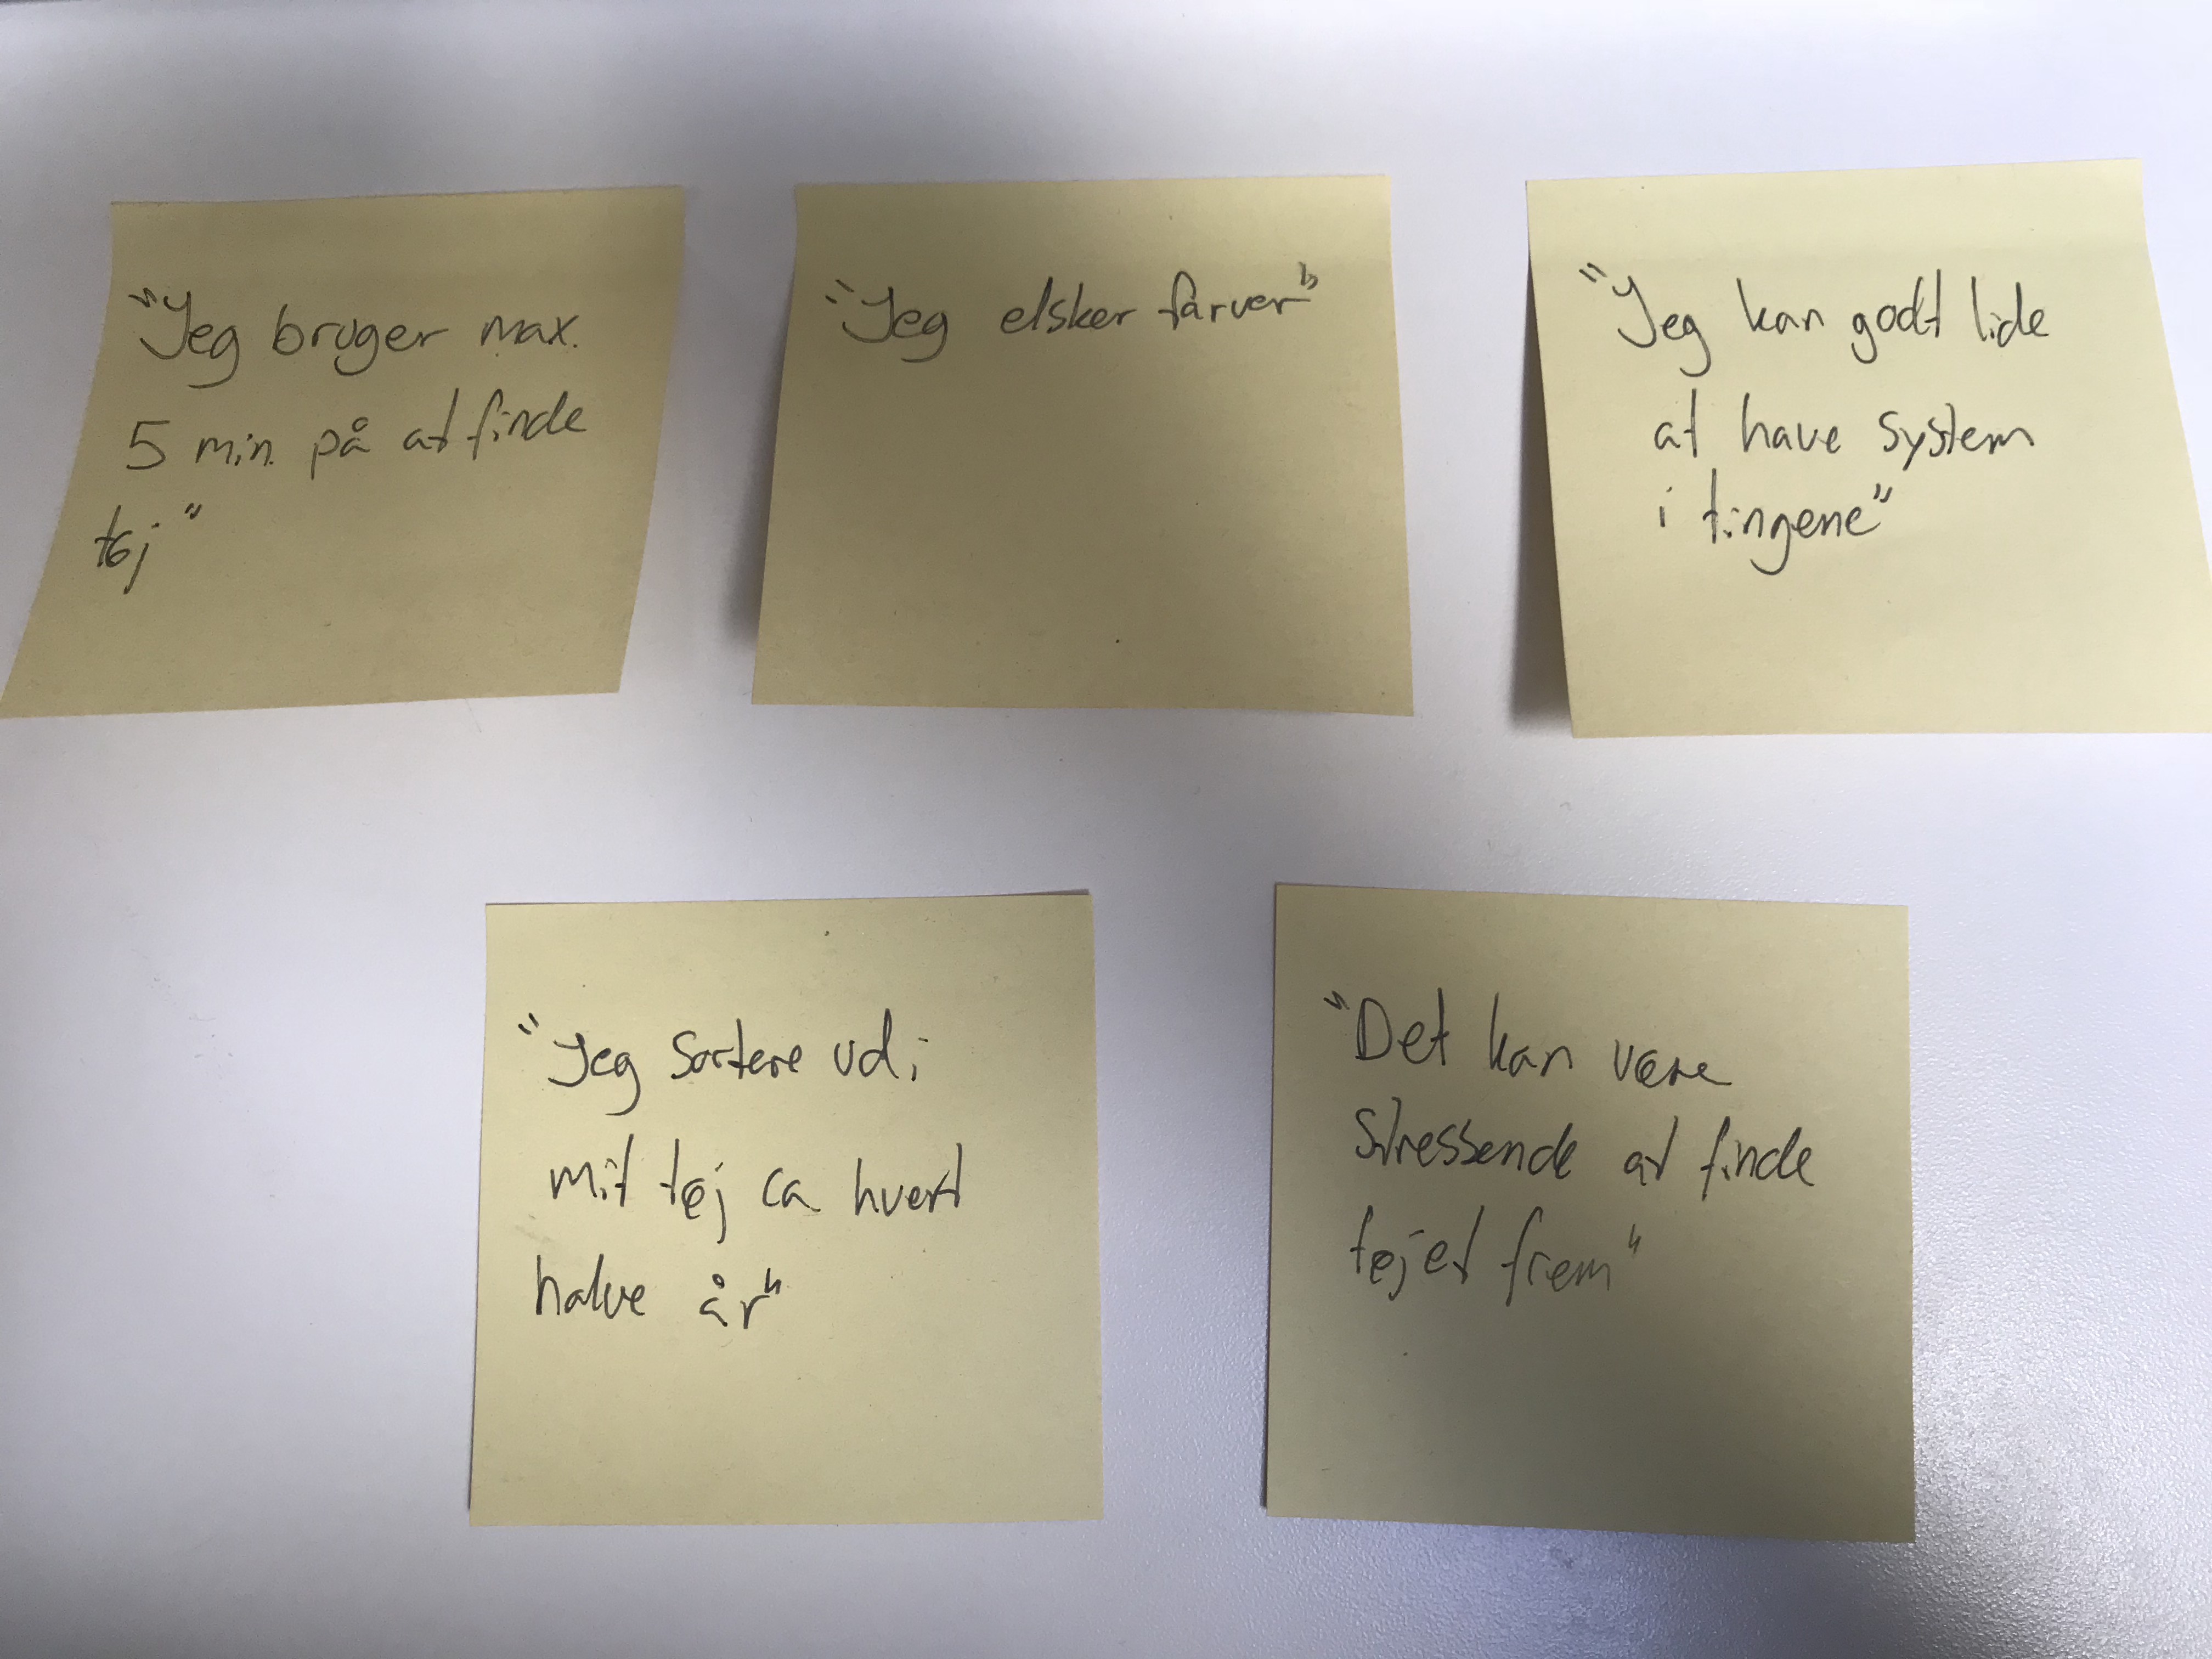 "Jeg bruger max.
5 min. på at finde
tøj"
"Jeg elsker farver"
"Jeg kan godt lide
at have system
i tingene"
"Jeg sortere ud i
mit tøj ca hvert
halve år"
"Det kan være
stressende at finde
tøjet frem"